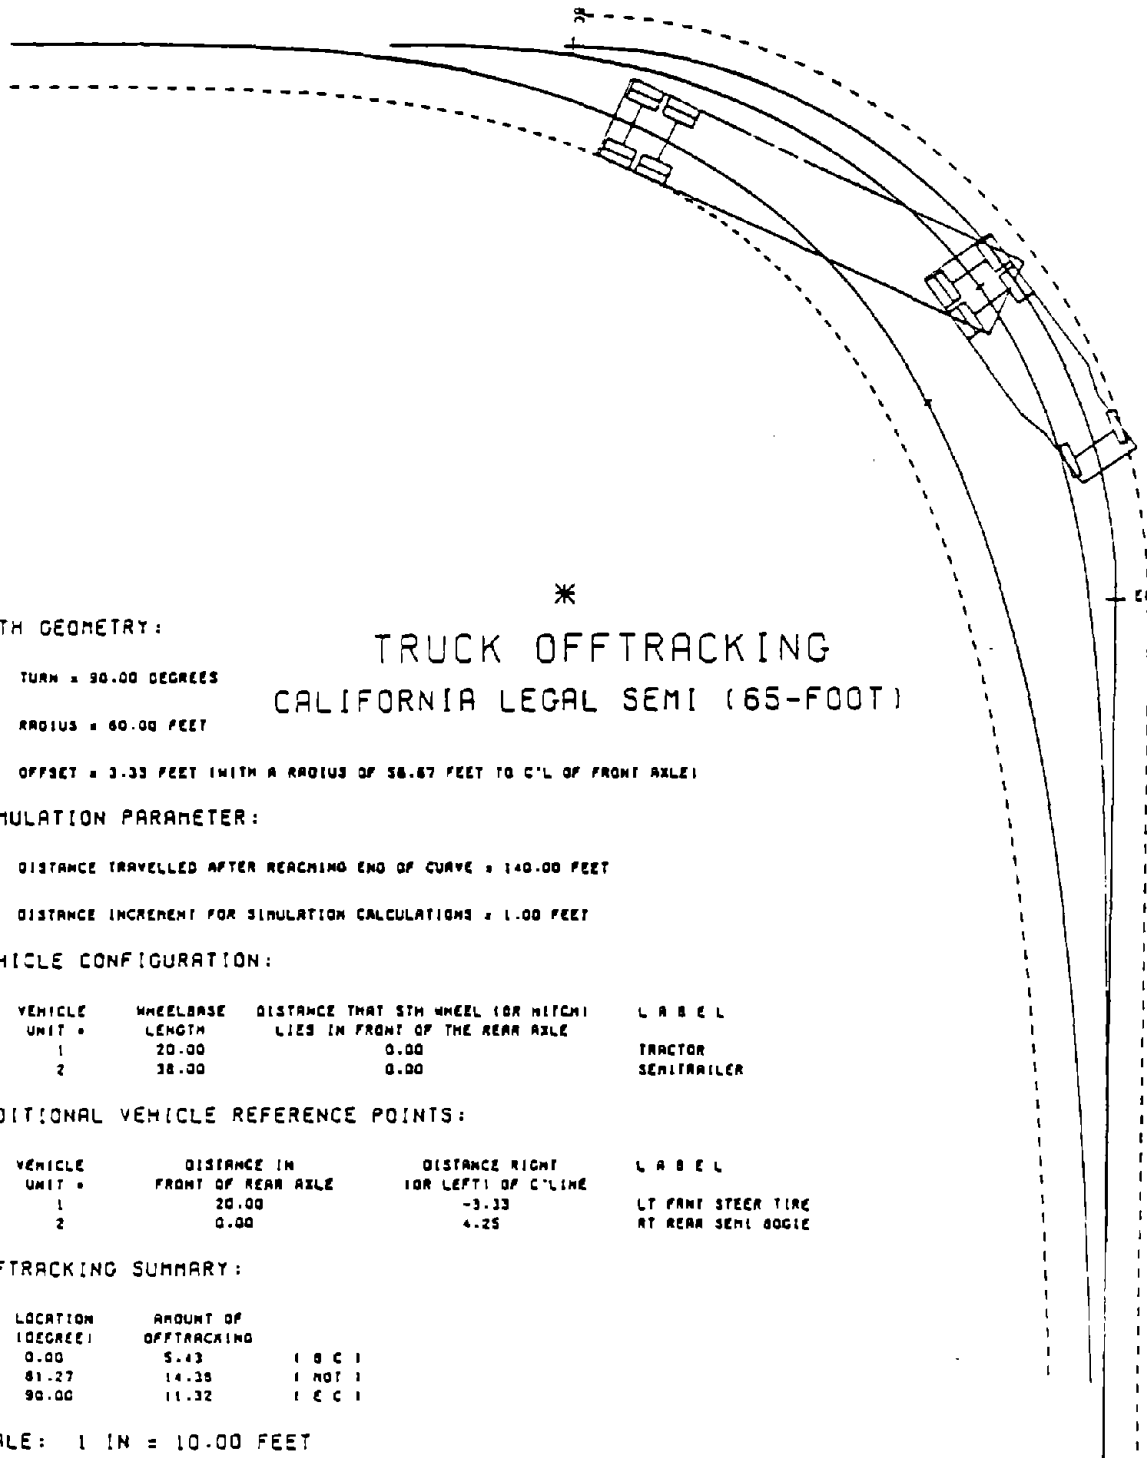 BC
EC
TH GEOMETRY:
TRUCK OFFTRACKING
CALIFORNIA LEGAL SEMI (65-FOOT)
TURN = 90.00 DEGREES
RADIUS = 60.00 FEET
OFFSET = 3.33 FEET (WITH A RADIUS OF 56.67 FEET TO C'L OF FRONT AXLE)
MULATION PARAMETER:
DISTANCE TRAVELLED AFTER REACHING END OF CURVE = 140.00 FEET
DISTANCE INCREMENT FOR SIMULATION CALCULATIONS = 1.00 FEET
HICLE CONFIGURATION:
VEHICLE WHEELBASE DISTANCE THAT 5TH WHEEL (OR HITCH) L A B E L
UNIT # LENGTH LIES IN FRONT OF THE REAR AXLE
1 20.00 0.00 TRACTOR
2 38.00 0.00 SEMITRAILER
DITIONAL VEHICLE REFERENCE POINTS:
VEHICLE DISTANCE IN DISTANCE RIGHT L A B E L
UNIT # FRONT OF REAR AXLE (OR LEFT) OF C'LINE
1 20.00 -3.33 LT FRNT STEER TIRE
2 0.00 4.25 RT REAR SEMI BOGIE
FTRACKING SUMMARY:
LOCATION AMOUNT OF
(DEGREE) OFFTRACKING
0.00 5.43 ( B C )
81.27 14.38 ( MOT )
90.00 11.32 ( E C )
ALE: 1 IN = 10.00 FEET